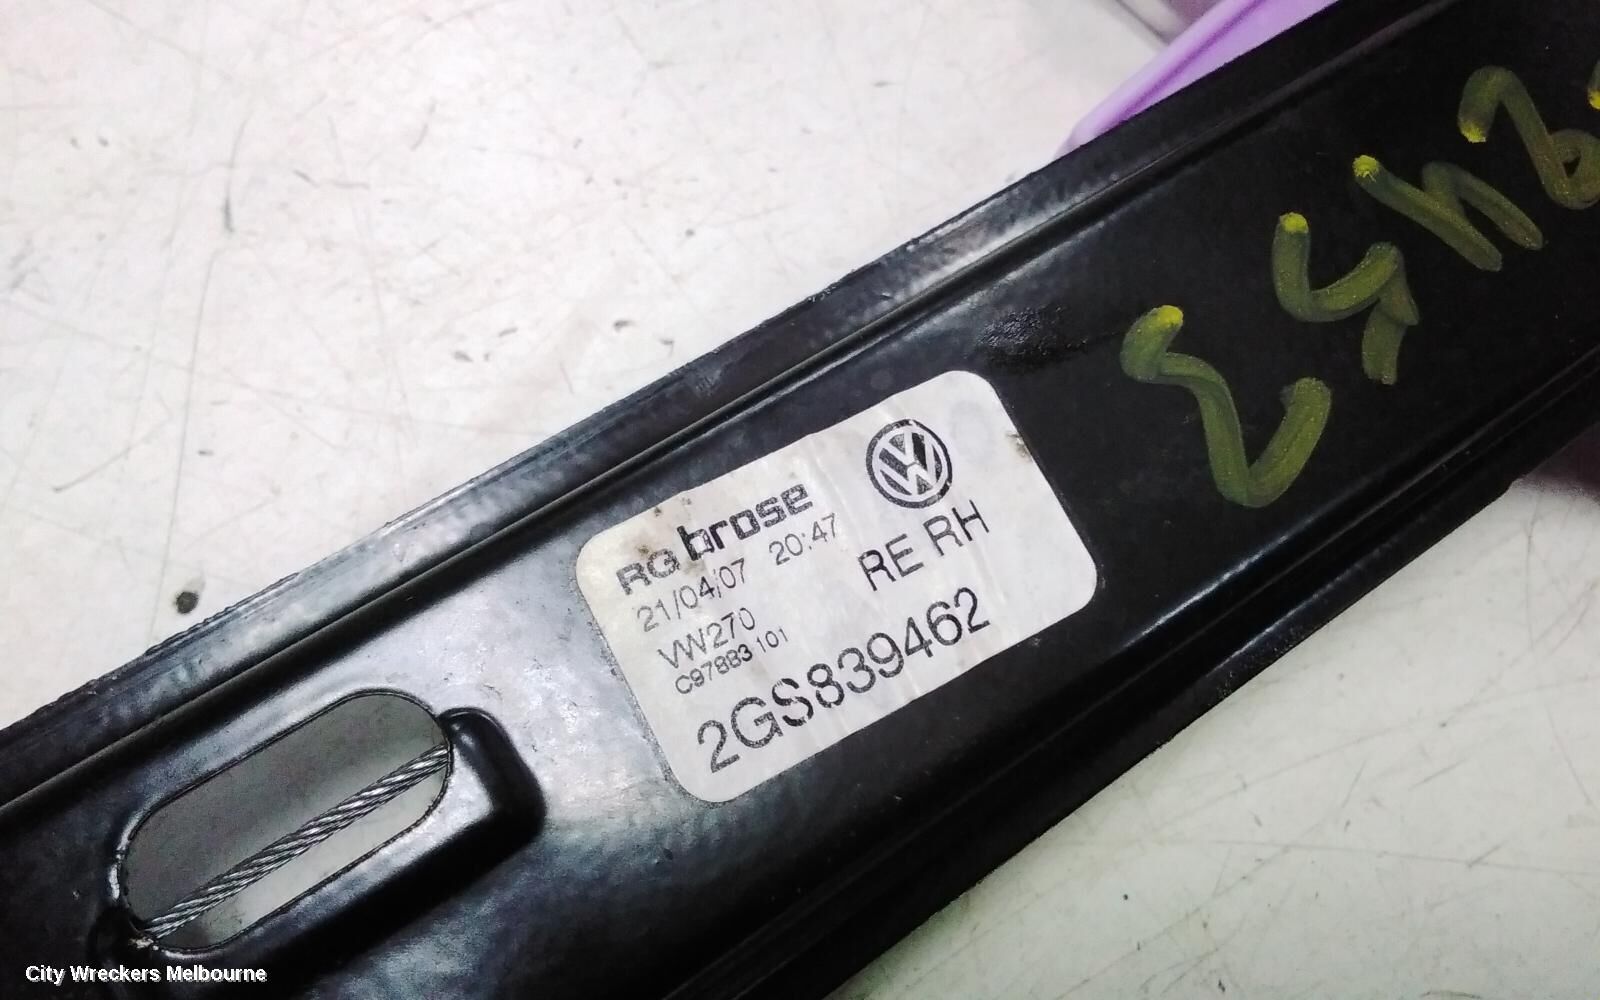 RG brose
21/04/07 20:47
VW270
RE RH
C97883 101
2GS839462
City Wreckers Melbourne